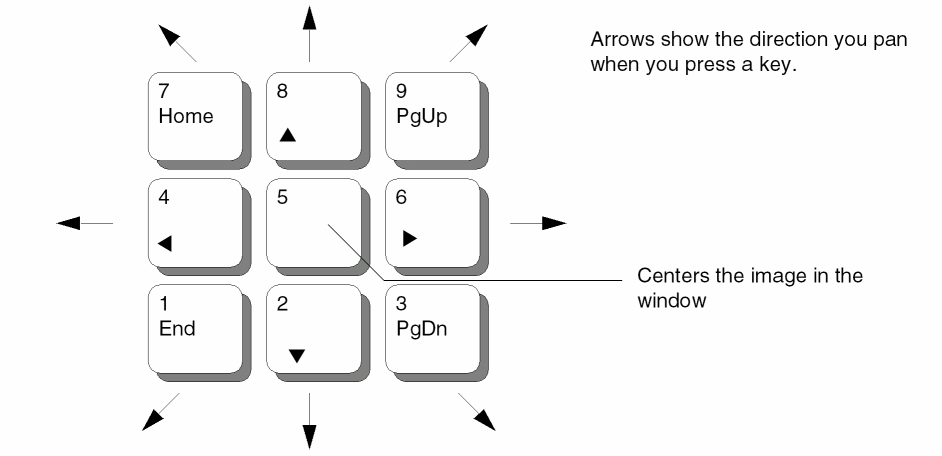 Arrows show the direction you pan
when you press a key.
7
Home
8
9
PgUp
4
5
6
Centers the image in the
window
1
End
2
3
PgDn